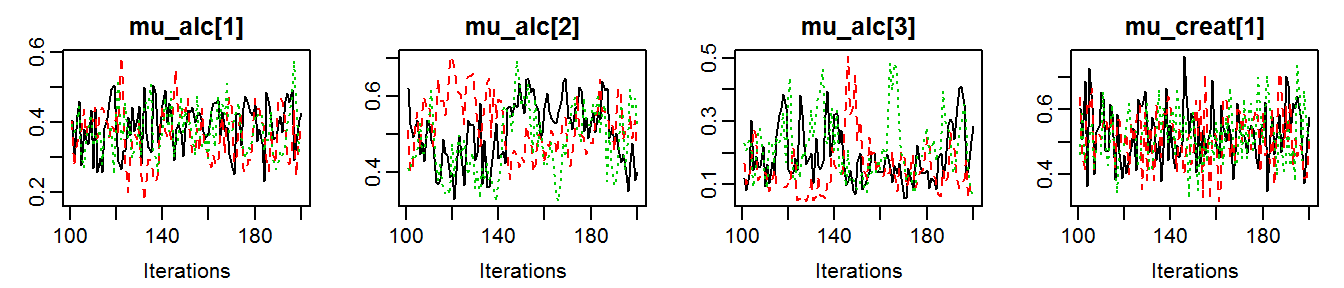 mu_alc[1]
0.2 0.4 0.6
100 140 180
Iterations
mu_alc[2]
0.4 0.6
100 140 180
Iterations
mu_alc[3]
0.1 0.3 0.5
100 140 180
Iterations
mu_creat[1]
0.4 0.6
100 140 180
Iterations